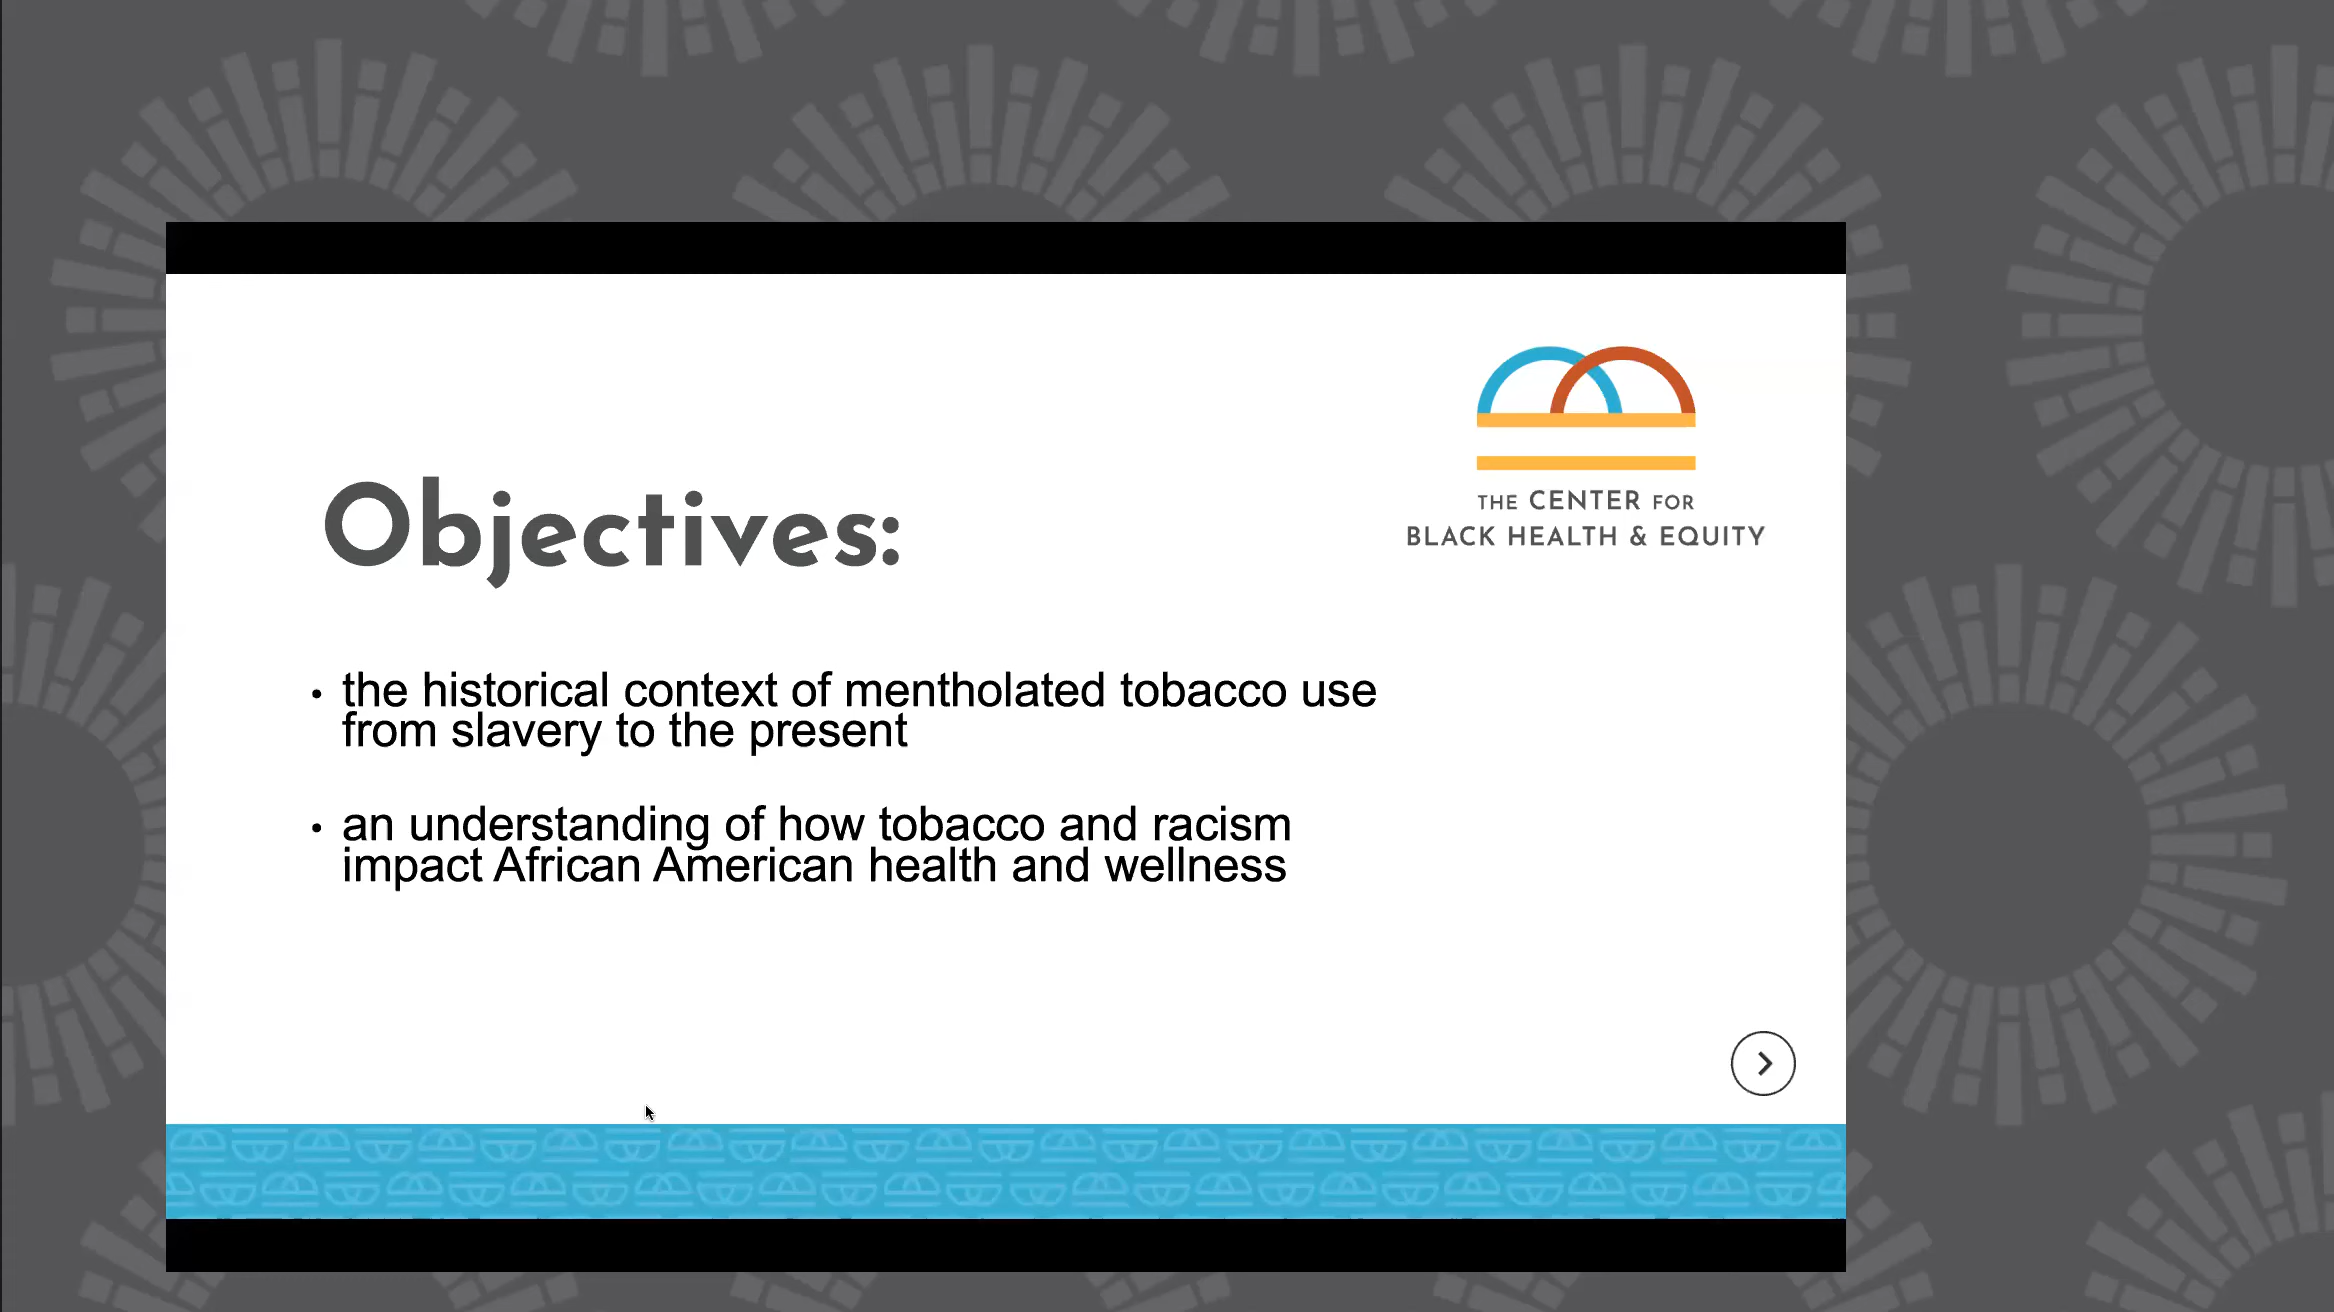 THE CENTER FOR
BLACK HEALTH & EQUITY
Objectives:
• the historical context of mentholated tobacco use
from slavery to the present
• an understanding of how tobacco and racism
impact African American health and wellness